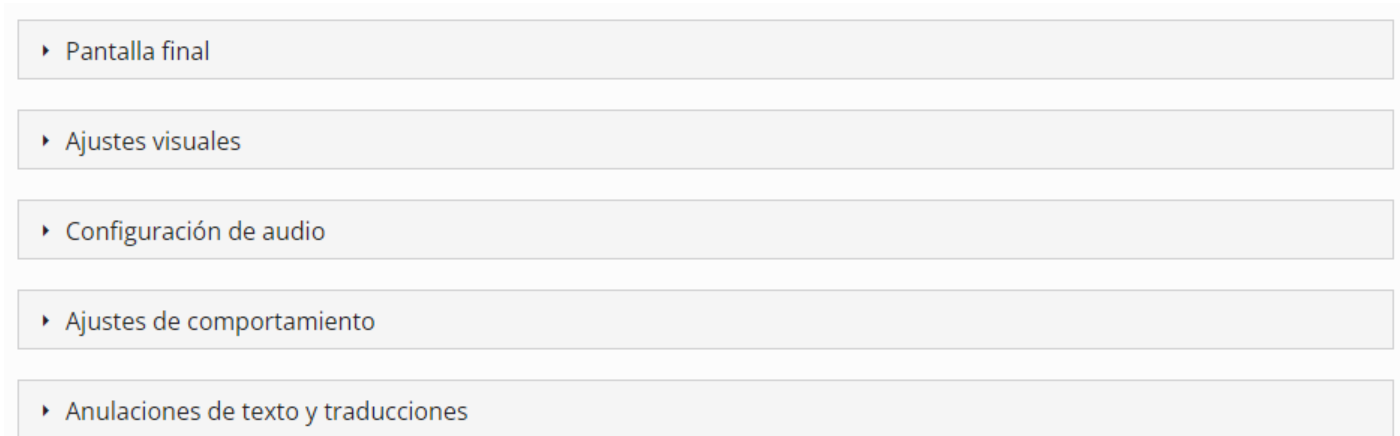 Pantalla final
Ajustes visuales
Configuración de audio
Ajustes de comportamiento
Anulaciones de texto y traducciones